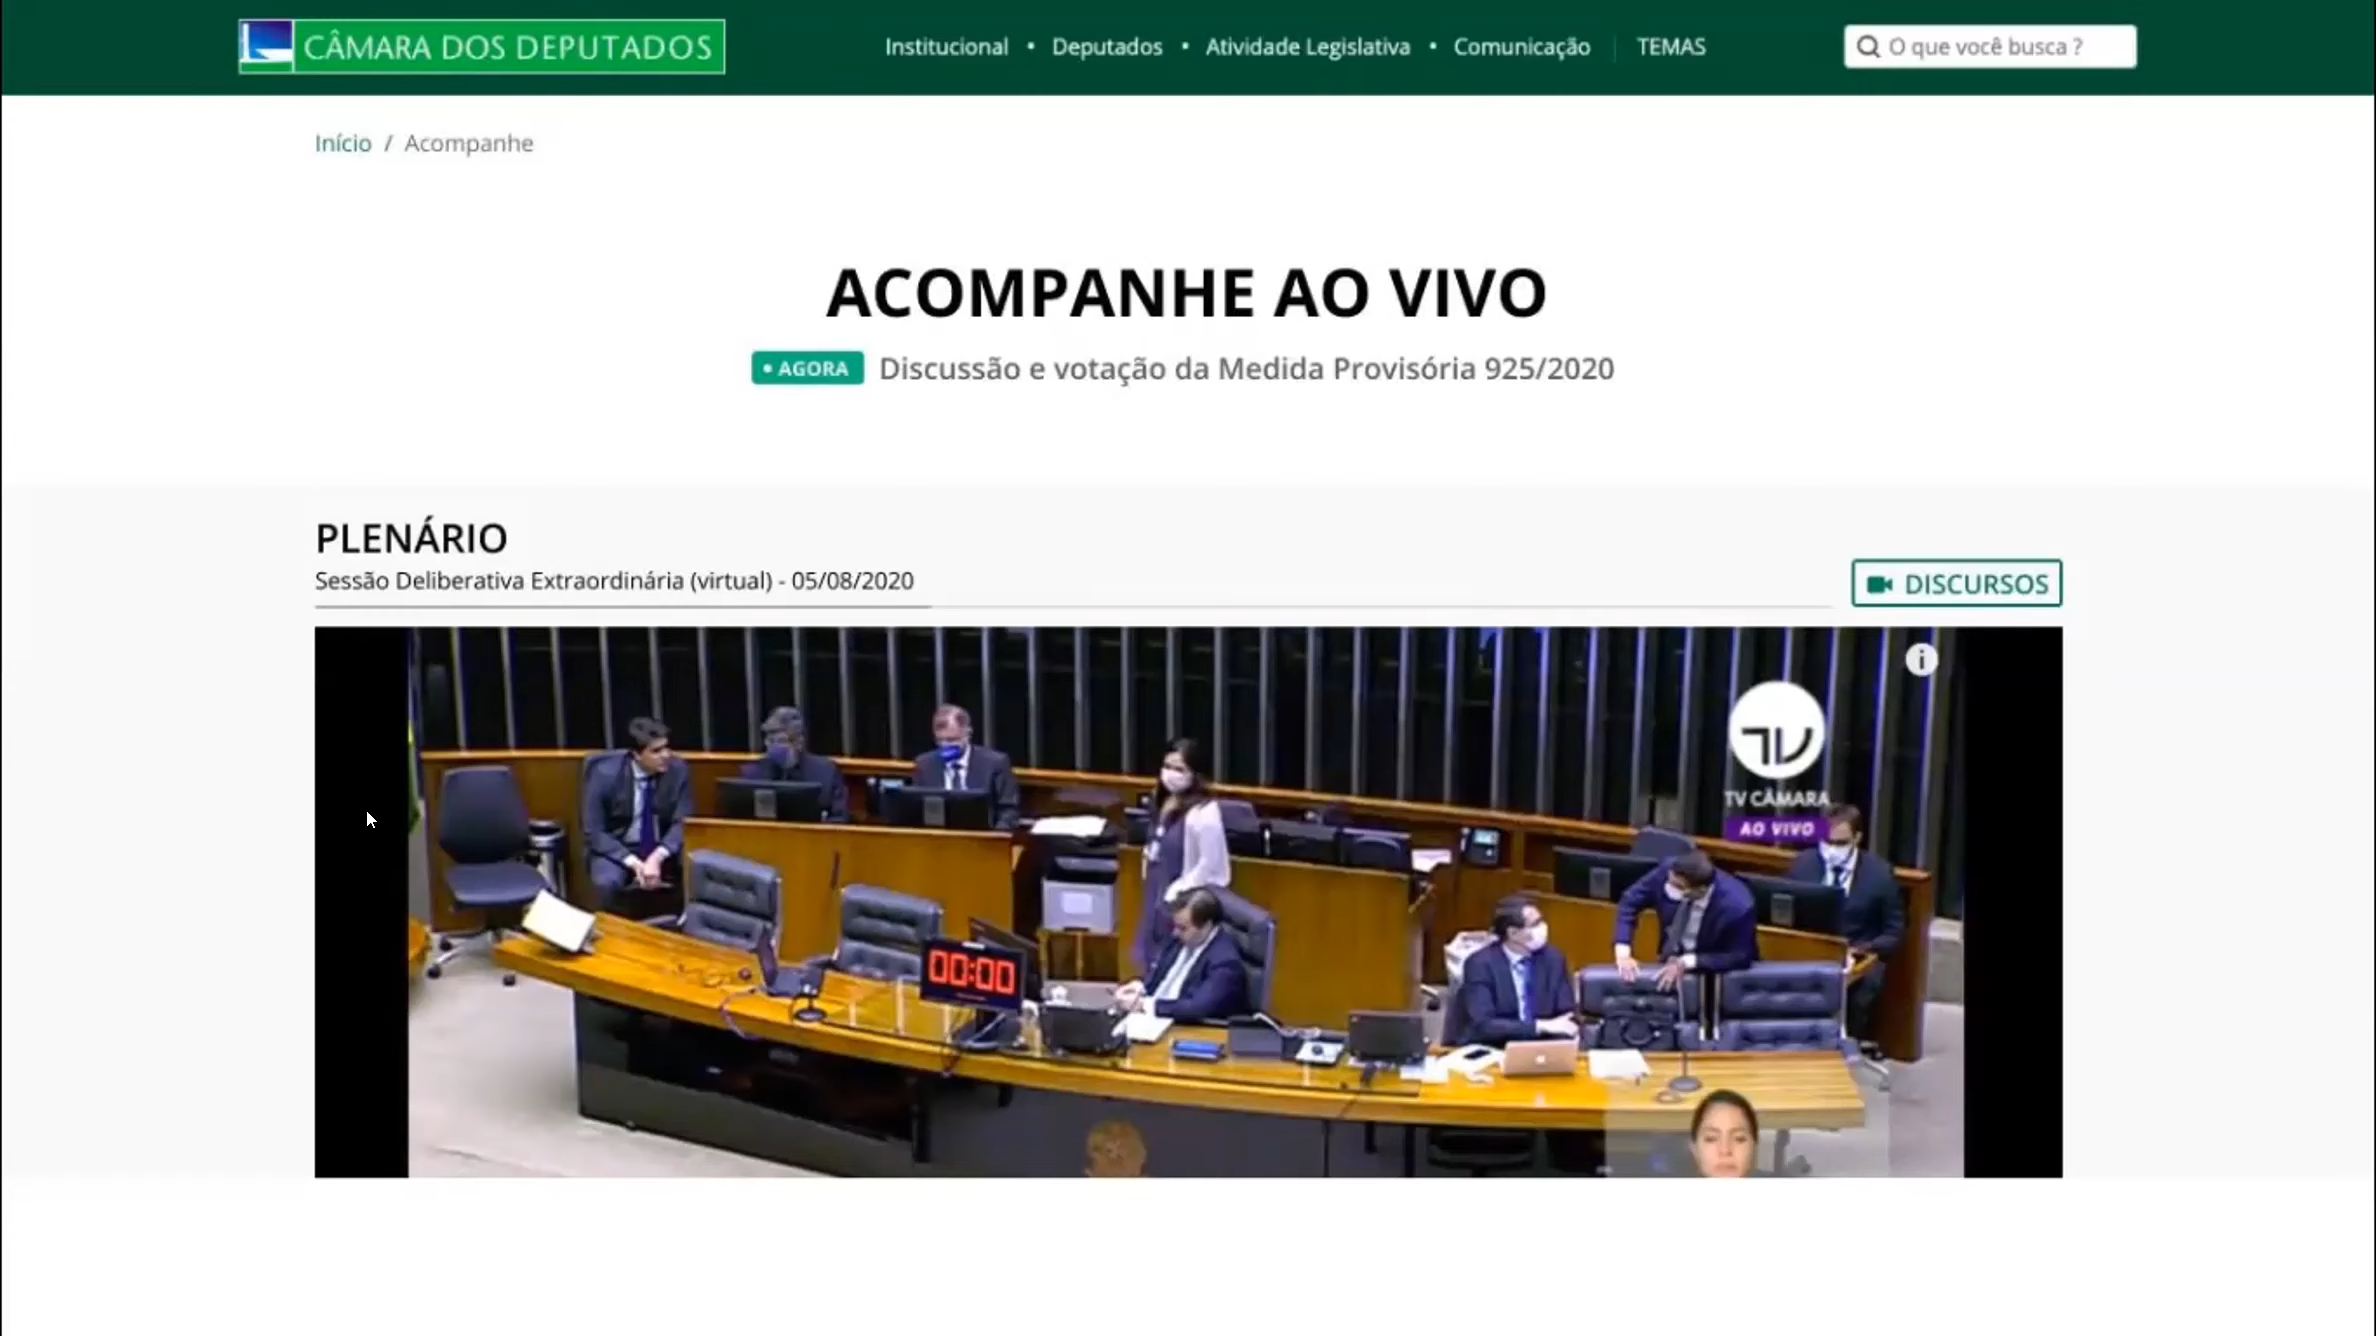 CÂMARA DOS DEPUTADOS
Institucional • Deputados • Atividade Legislativa • Comunicação | TEMAS
O que você busca ?
Início / Acompanhe
ACOMPANHE AO VIVO
• AGORA Discussão e votação da Medida Provisória 925/2020
PLENÁRIO
Sessão Deliberativa Extraordinária (virtual) - 05/08/2020
DISCURSOS
i
TV
TV CÂMARA
AO VIVO
00:00